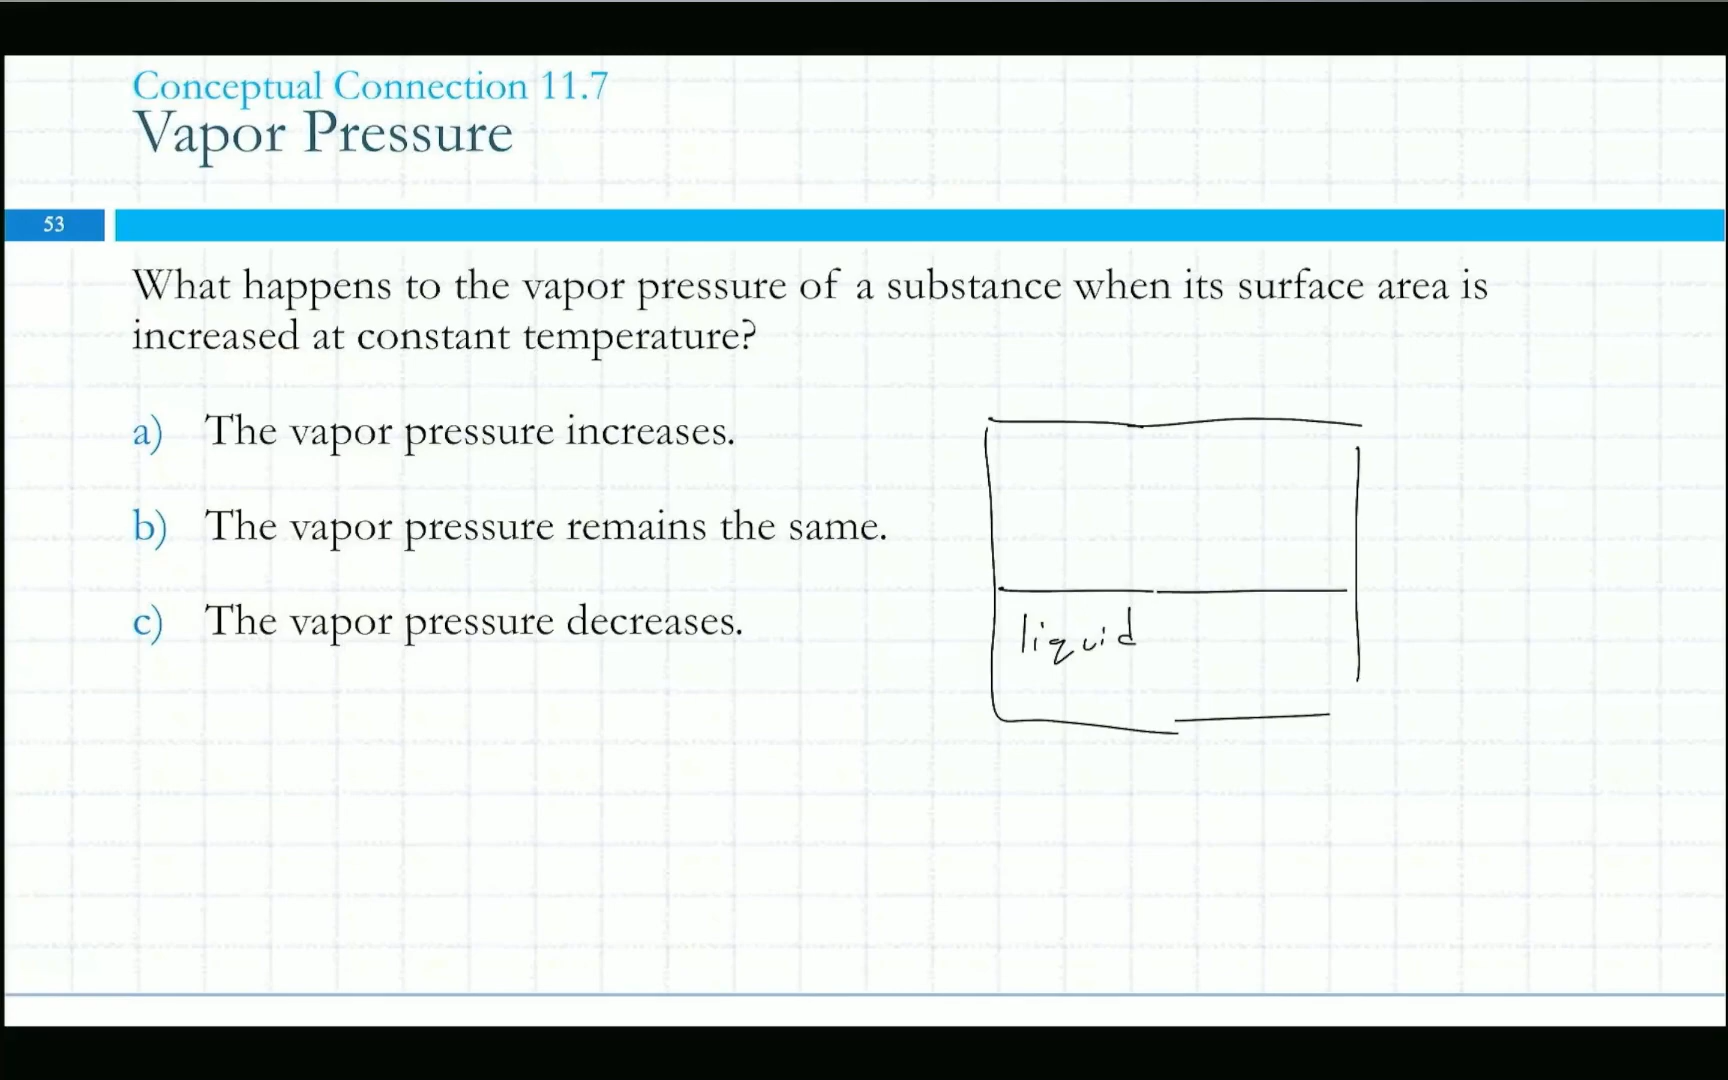 Conceptual Connection 11.7
Vapor Pressure
53
What happens to the vapor pressure of a substance when its surface area is
increased at constant temperature?
a) The vapor pressure increases.
b) The vapor pressure remains the same.
c) The vapor pressure decreases.
liquid